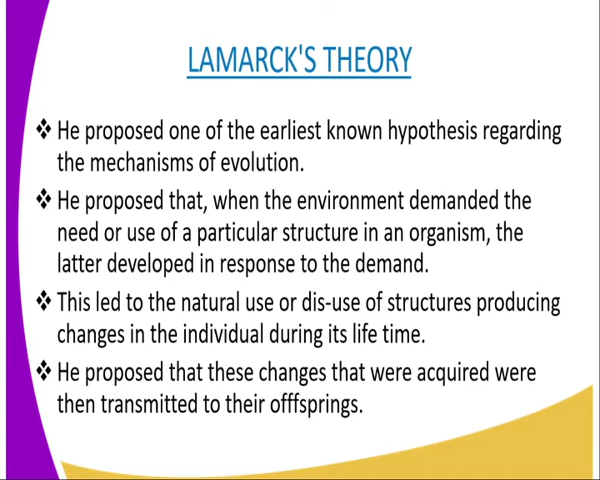 LAMARCK'S THEORY
❖ He proposed one of the earliest known hypothesis regarding
the mechanisms of evolution.
❖ He proposed that, when the environment demanded the
need or use of a particular structure in an organism, the
latter developed in response to the demand.
❖ This led to the natural use or dis-use of structures producing
changes in the individual during its life time.
❖ He proposed that these changes that were acquired were
then transmitted to their offfsprings.